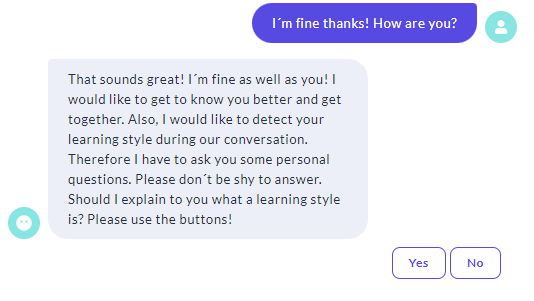 I´m fine thanks! How are you?
That sounds great! I´m fine as well as you! I
would like to get to know you better and get
together. Also, I would like to detect your
learning style during our conversation.
Therefore I have to ask you some personal
questions. Please don´t be shy to answer.
Should I explain to you what a learning style
is? Please use the buttons!
Yes No